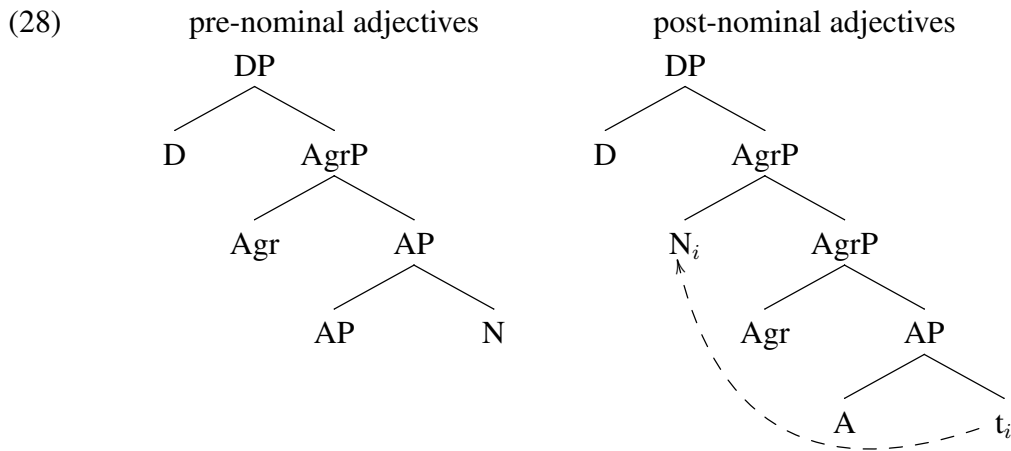 (28) pre-nominal adjectives post-nominal adjectives
DP DP
D AgrP D AgrP
Agr AP Nᵢ AgrP
AP N Agr AP
A tᵢ